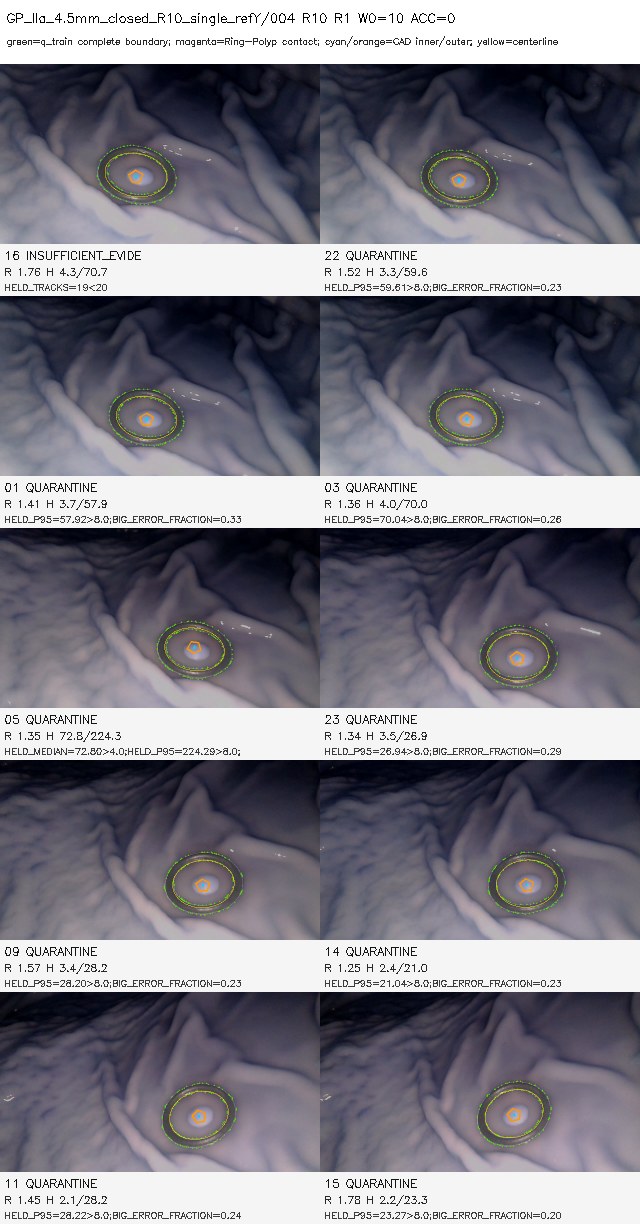 GP_IIa_4.5mm_closed_R10_single_refY/004 R10 R1 W0=10 ACC=0
green=q_train complete boundary; magenta=Ring-Polyp contact; cyan/orange=CAD inner/outer; yellow=centerline
16 INSUFFICIENT_EVIDE
R 1.76 H 4.3/70.7
HELD_TRACKS=19<20
22 QUARANTINE
R 1.52 H 3.3/59.6
HELD_P95=59.61>8.0;BIG_ERROR_FRACTION=0.23
01 QUARANTINE
R 1.41 H 3.7/57.9
HELD_P95=57.92>8.0;BIG_ERROR_FRACTION=0.33
03 QUARANTINE
R 1.36 H 4.0/70.0
HELD_P95=70.04>8.0;BIG_ERROR_FRACTION=0.26
05 QUARANTINE
R 1.35 H 72.8/224.3
HELD_MEDIAN=72.80>4.0;HELD_P95=224.29>8.0;
23 QUARANTINE
R 1.34 H 3.5/26.9
HELD_P95=26.94>8.0;BIG_ERROR_FRACTION=0.29
09 QUARANTINE
R 1.57 H 3.4/28.2
HELD_P95=28.20>8.0;BIG_ERROR_FRACTION=0.23
14 QUARANTINE
R 1.25 H 2.4/21.0
HELD_P95=21.04>8.0;BIG_ERROR_FRACTION=0.23
11 QUARANTINE
R 1.45 H 2.1/28.2
HELD_P95=28.22>8.0;BIG_ERROR_FRACTION=0.24
15 QUARANTINE
R 1.78 H 2.2/23.3
HELD_P95=23.27>8.0;BIG_ERROR_FRACTION=0.20